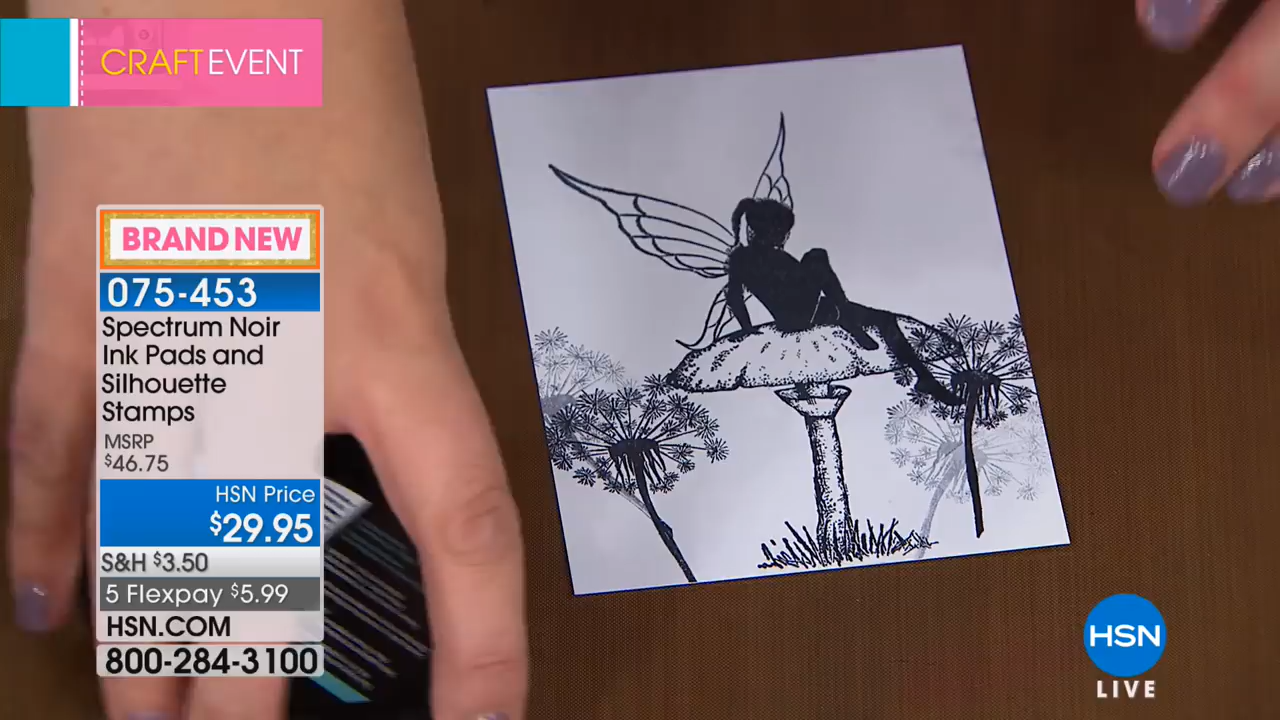 CRAFT EVENT
BRAND NEW
075-453
Spectrum Noir
Ink Pads and
Silhouette
Stamps
MSRP
$46.75
HSN Price
$29.95
S&H $3.50
5 Flexpay $5.99
HSN.COM
800-284-3100
HSN
LIVE